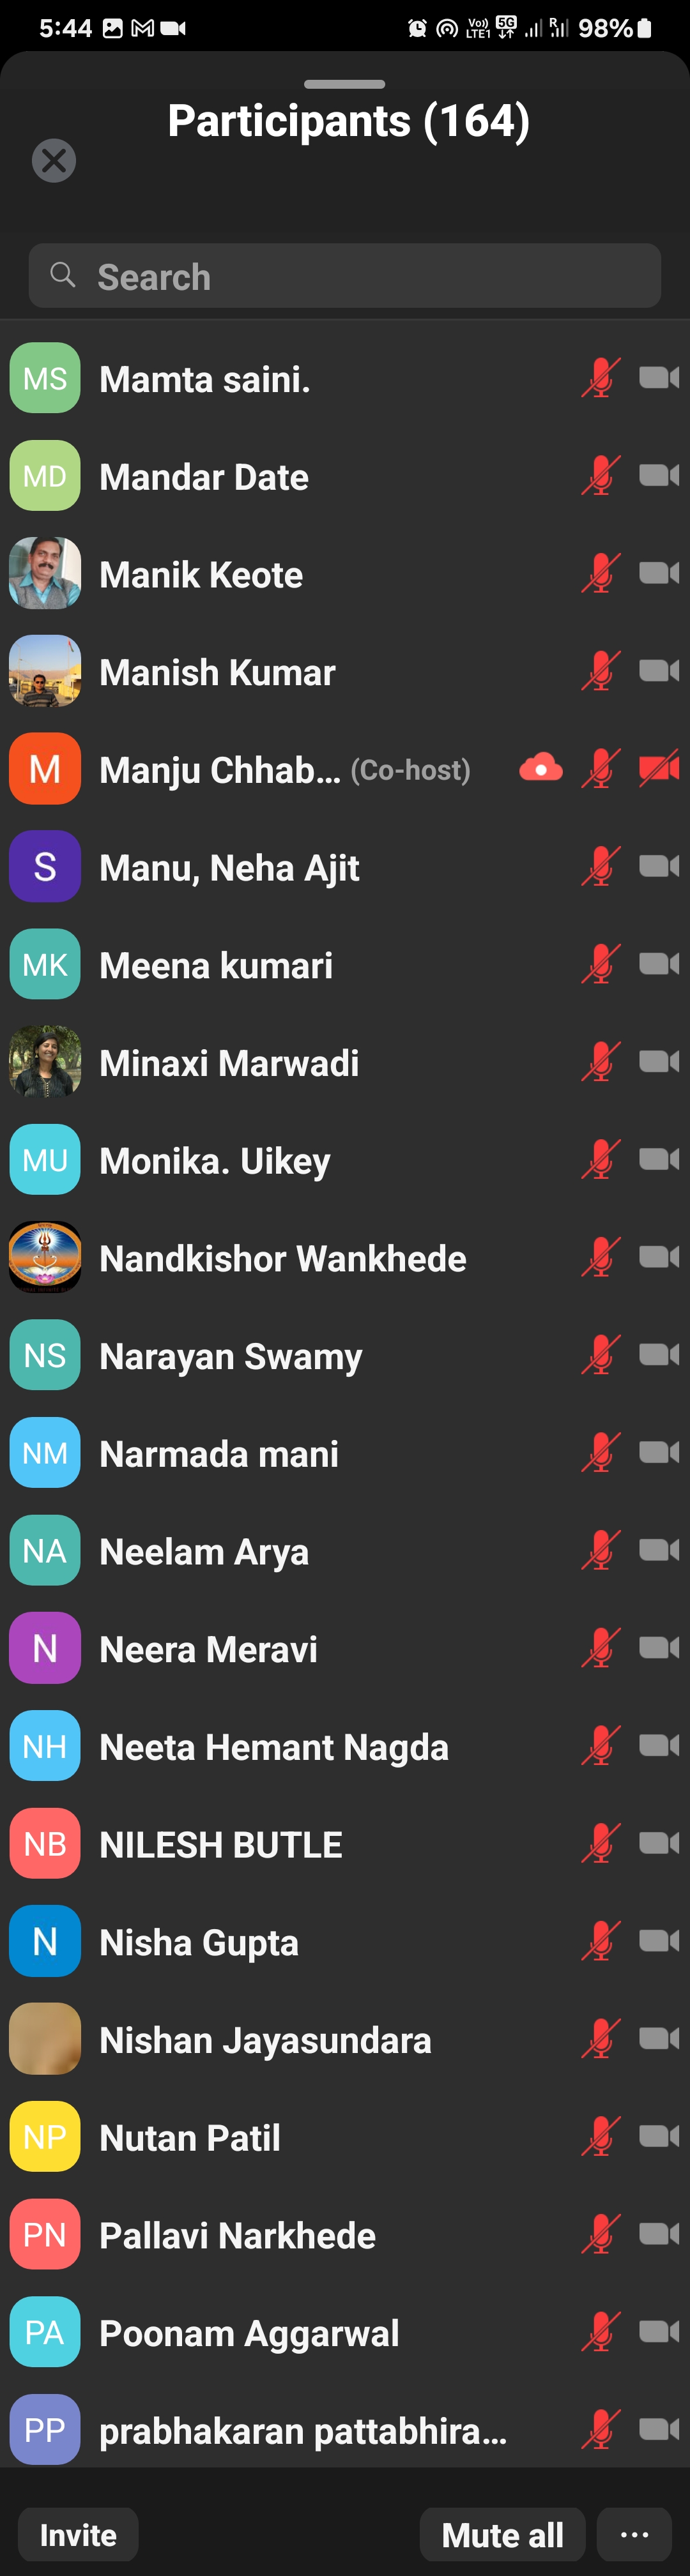 5:44 Vo) LTE1 5G R 98%
Participants (164)
Search
MS Mamta saini.
MD Mandar Date
Manik Keote
Manish Kumar
M Manju Chhab... (Co-host)
S Manu, Neha Ajit
MK Meena kumari
Minaxi Marwadi
MU Monika. Uikey
Nandkishor Wankhede
NS Narayan Swamy
NM Narmada mani
NA Neelam Arya
N Neera Meravi
NH Neeta Hemant Nagda
NB NILESH BUTLE
N Nisha Gupta
Nishan Jayasundara
NP Nutan Patil
PN Pallavi Narkhede
PA Poonam Aggarwal
PP prabhakaran pattabhira...
Invite Mute all ...